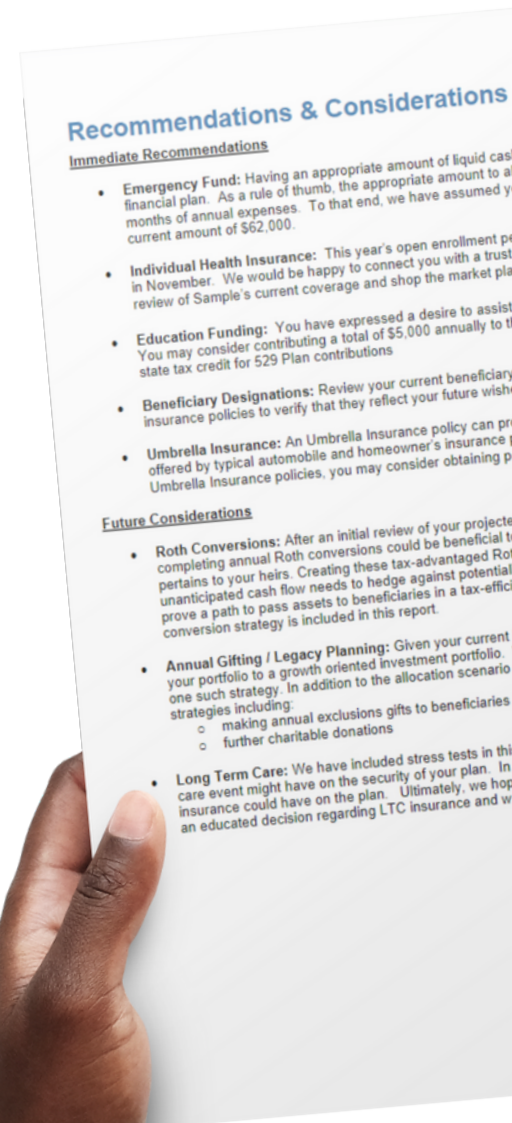 Recommendations & Considerations
Immediate Recommendations
• Emergency Fund: Having an appropriate amount of liquid cas
financial plan. As a rule of thumb, the appropriate amount to a
months of annual expenses. To that end, we have assumed y
current amount of $62,000.
• Individual Health Insurance: This year's open enrollment pe
in November. We would be happy to connect you with a trust
review of Sample's current coverage and shop the market pla
• Education Funding: You have expressed a desire to assist
You may consider contributing a total of $5,000 annually to t
state tax credit for 529 Plan contributions
• Beneficiary Designations: Review your current beneficiary
insurance policies to verify that they reflect your future wishe
• Umbrella Insurance: An Umbrella Insurance policy can pr
offered by typical automobile and homeowner's insurance p
Umbrella Insurance policies, you may consider obtaining p
Future Considerations
• Roth Conversions: After an initial review of your projecte
completing annual Roth conversions could be beneficial t
pertains to your heirs. Creating these tax-advantaged Rot
unanticipated cash flow needs to hedge against potential
prove a path to pass assets to beneficiaries in a tax-effici
conversion strategy is included in this report.
• Annual Gifting / Legacy Planning: Given your current
your portfolio to a growth oriented investment portfolio.
one such strategy. In addition to the allocation scenario
strategies including:
○ making annual exclusions gifts to beneficiaries
○ further charitable donations
• Long Term Care: We have included stress tests in thi
care event might have on the security of your plan. In
insurance could have on the plan. Ultimately, we hop
an educated decision regarding LTC insurance and w